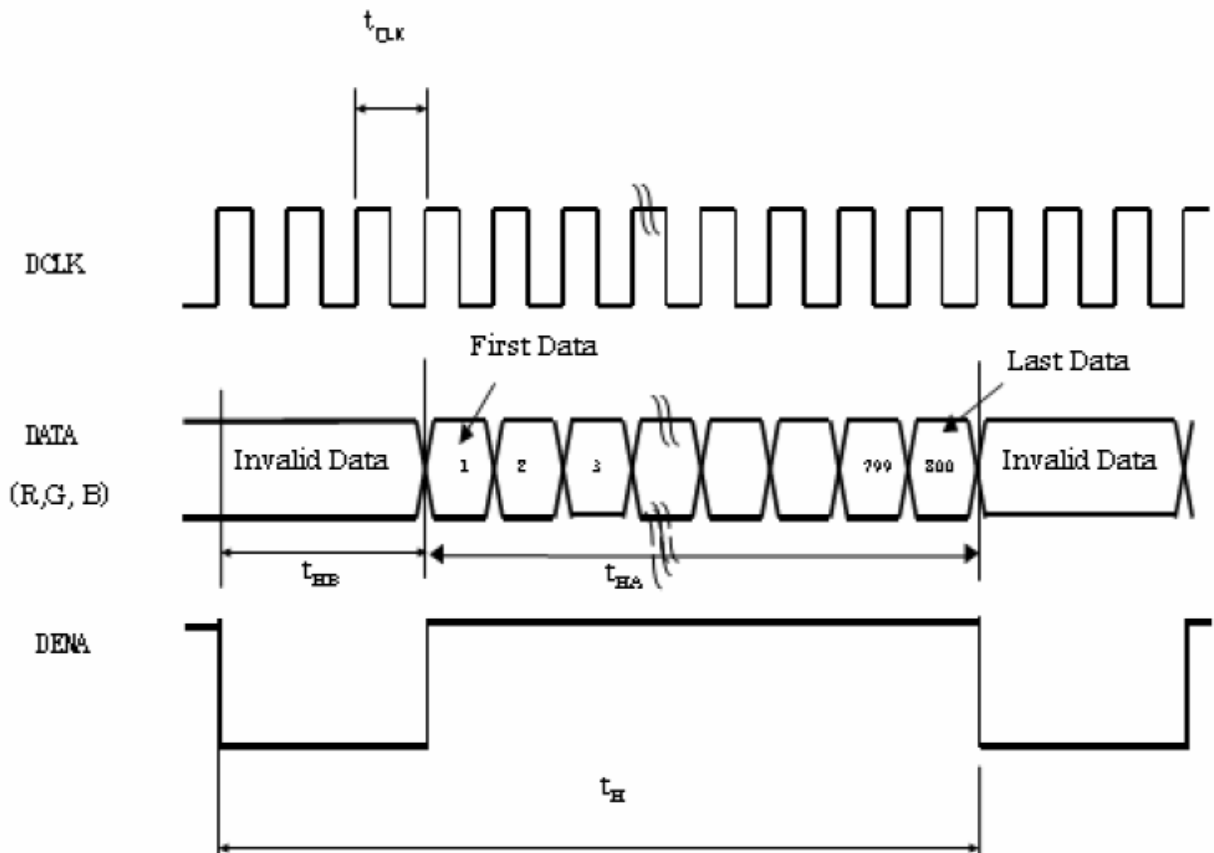 tCLK
DCLK
First Data
Last Data
DATA
(R,G, B)
Invalid Data
1
2
3
799
800
Invalid Data
tHB
tHA
DENA
tH